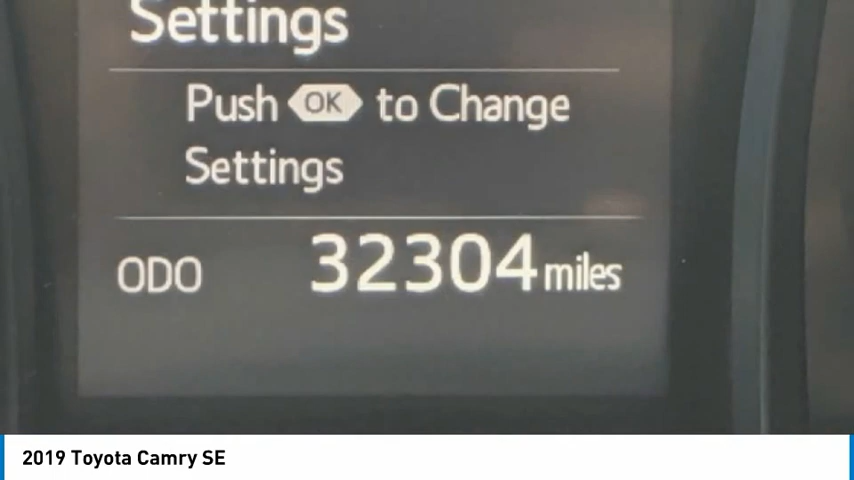 Settings
Push OK to Change
Settings
ODO 32304 miles
2019 Toyota Camry SE